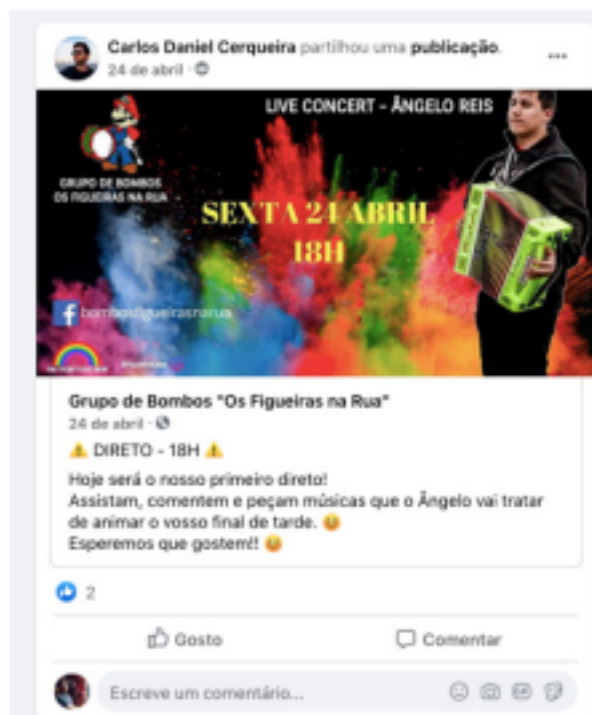 Carlos Daniel Cerqueira partilhou uma publicação.
24 de abril
LIVE CONCERT - ÂNGELO REIS
GRUPO DE BOMBOS
OS FIGUEIRAS NA RUA
SEXTA 24 ABRIL
18H
f bombosfigueirasnarua
Grupo de Bombos "Os Figueiras na Rua"
24 de abril
DIRETO - 18H
Hoje será o nosso primeiro direto!
Assistam, comentem e peçam músicas que o Ângelo vai tratar
de animar o vosso final de tarde.
Esperemos que gostem!!
2
Gosto
Comentar
Escreve um comentário...